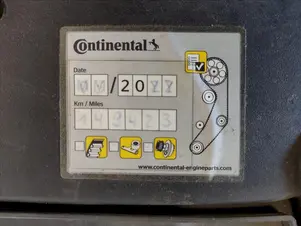 Continental
Date
/20
Km / Miles
www.continental-engineparts.com